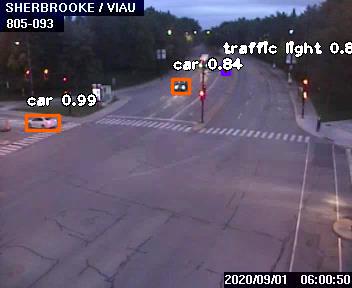 SHERBROOKE / VIAU
805-093
traffic light 0.8
car 0.84
car 0.99
2020/09/01 06:00:50